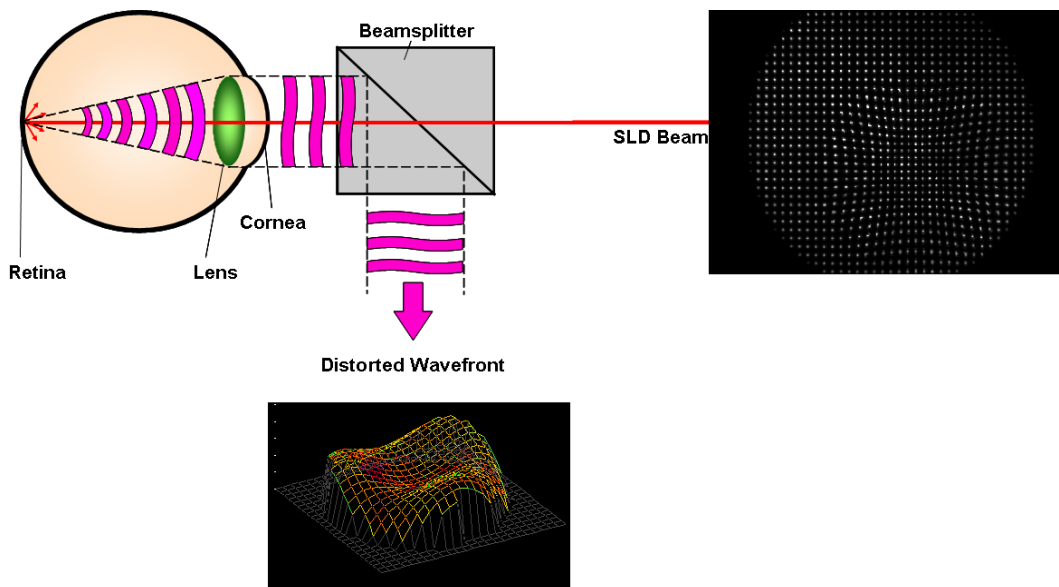 Beamsplitter
SLD Beam
Cornea
Retina
Lens
Distorted Wavefront